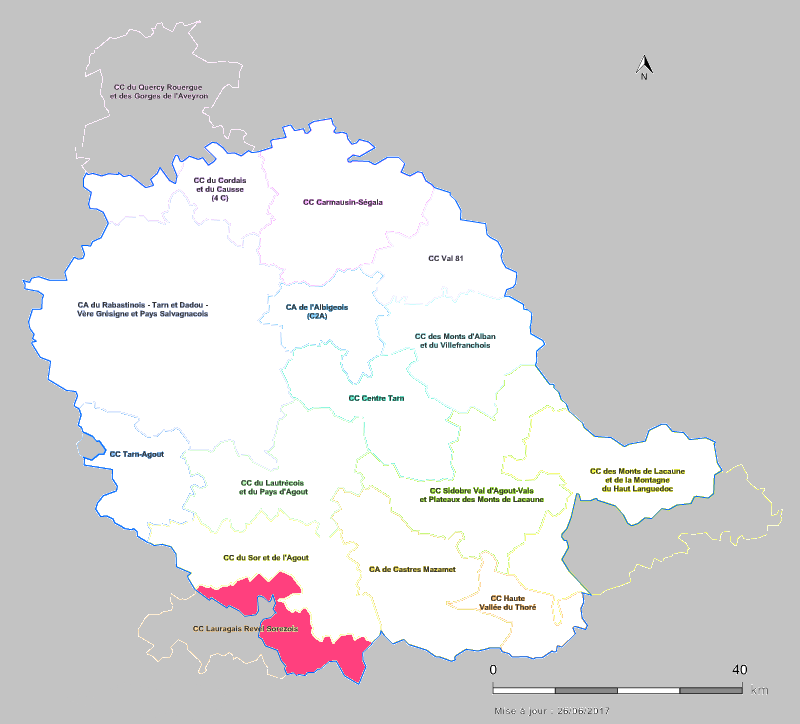 CC du Quercy Rouergue
et des Gorges de l'Aveyron
N
CC du Cordais
et du Causse
(4 C)
CC Carmausin-Ségala
CC Val 81
CA du Rabastinois - Tarn et Dadou -
Vère Grésigne et Pays Salvagnacois
CA de l'Albigeois
(C2A)
CC des Monts d'Alban
et du Villefranchois
CC Centre Tarn
CC Tarn-Agout
CC des Monts de Lacaune
et de la Montagne
du Haut Languedoc
CC du Lautrécois
et du Pays d'Agout
CC Sidobre Val d'Agout-Vals
et Plateaux des Monts de Lacaune
CC du Sor et de l'Agout
CA de Castres Mazamet
CC Haute
Vallée du Thoré
CC Lauragais Revel Sorezois
0 40
km
Mise à jour : 26/06/2017